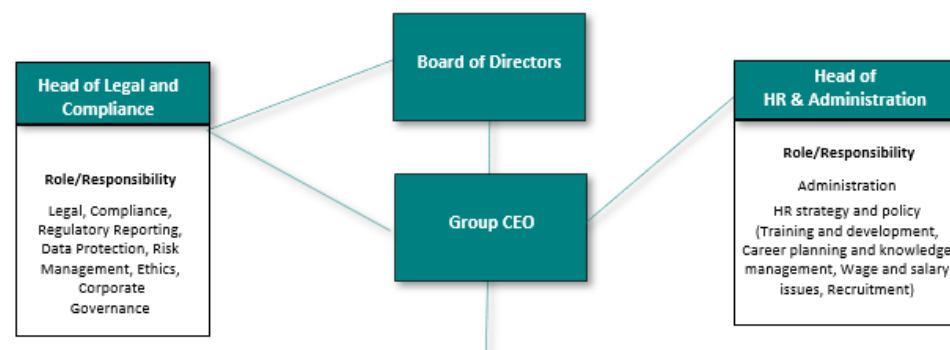 Board of Directors
Head of Legal and
Compliance
Role/Responsibility
Legal, Compliance,
Regulatory Reporting,
Data Protection, Risk
Management, Ethics,
Corporate
Governance
Group CEO
Head of
HR & Administration
Role/Responsibility
Administration
HR strategy and policy
(Training and development,
Career planning and knowledge
management, Wage and salary
issues, Recruitment)